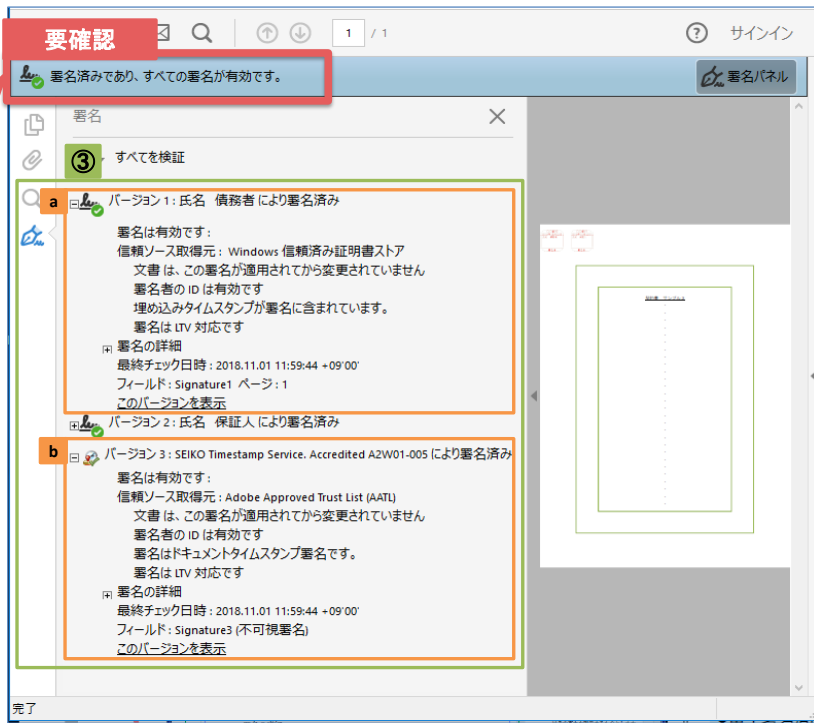 要確認
1 / 1
サインイン
署名済みであり、すべての署名が有効です。
署名パネル
署名
すべてを検証
③
a
バージョン 1 : 氏名 債務者 により署名済み
署名は有効です :
信頼ソース取得元 : Windows 信頼済み証明書ストア
文書 は、この署名が適用されてから変更されていません
署名者の ID は有効です
埋め込みタイムスタンプが署名に含まれています。
署名は LTV 対応です
署名の詳細
最終チェック日時 : 2018.11.01 11:59:44 +09'00'
フィールド : Signature1 ページ : 1
このバージョンを表示
バージョン 2 : 氏名 保証人 により署名済み
b
バージョン 3 : SEIKO Timestamp Service. Accredited A2W01-005 により署名済み
署名は有効です :
信頼ソース取得元 : Adobe Approved Trust List (AATL)
文書 は、この署名が適用されてから変更されていません
署名者の ID は有効です
署名はドキュメントタイムスタンプ署名です。
署名は LTV 対応です
署名の詳細
最終チェック日時 : 2018.11.01 11:59:44 +09'00'
フィールド : Signature3 (不可視署名)
このバージョンを表示
完了